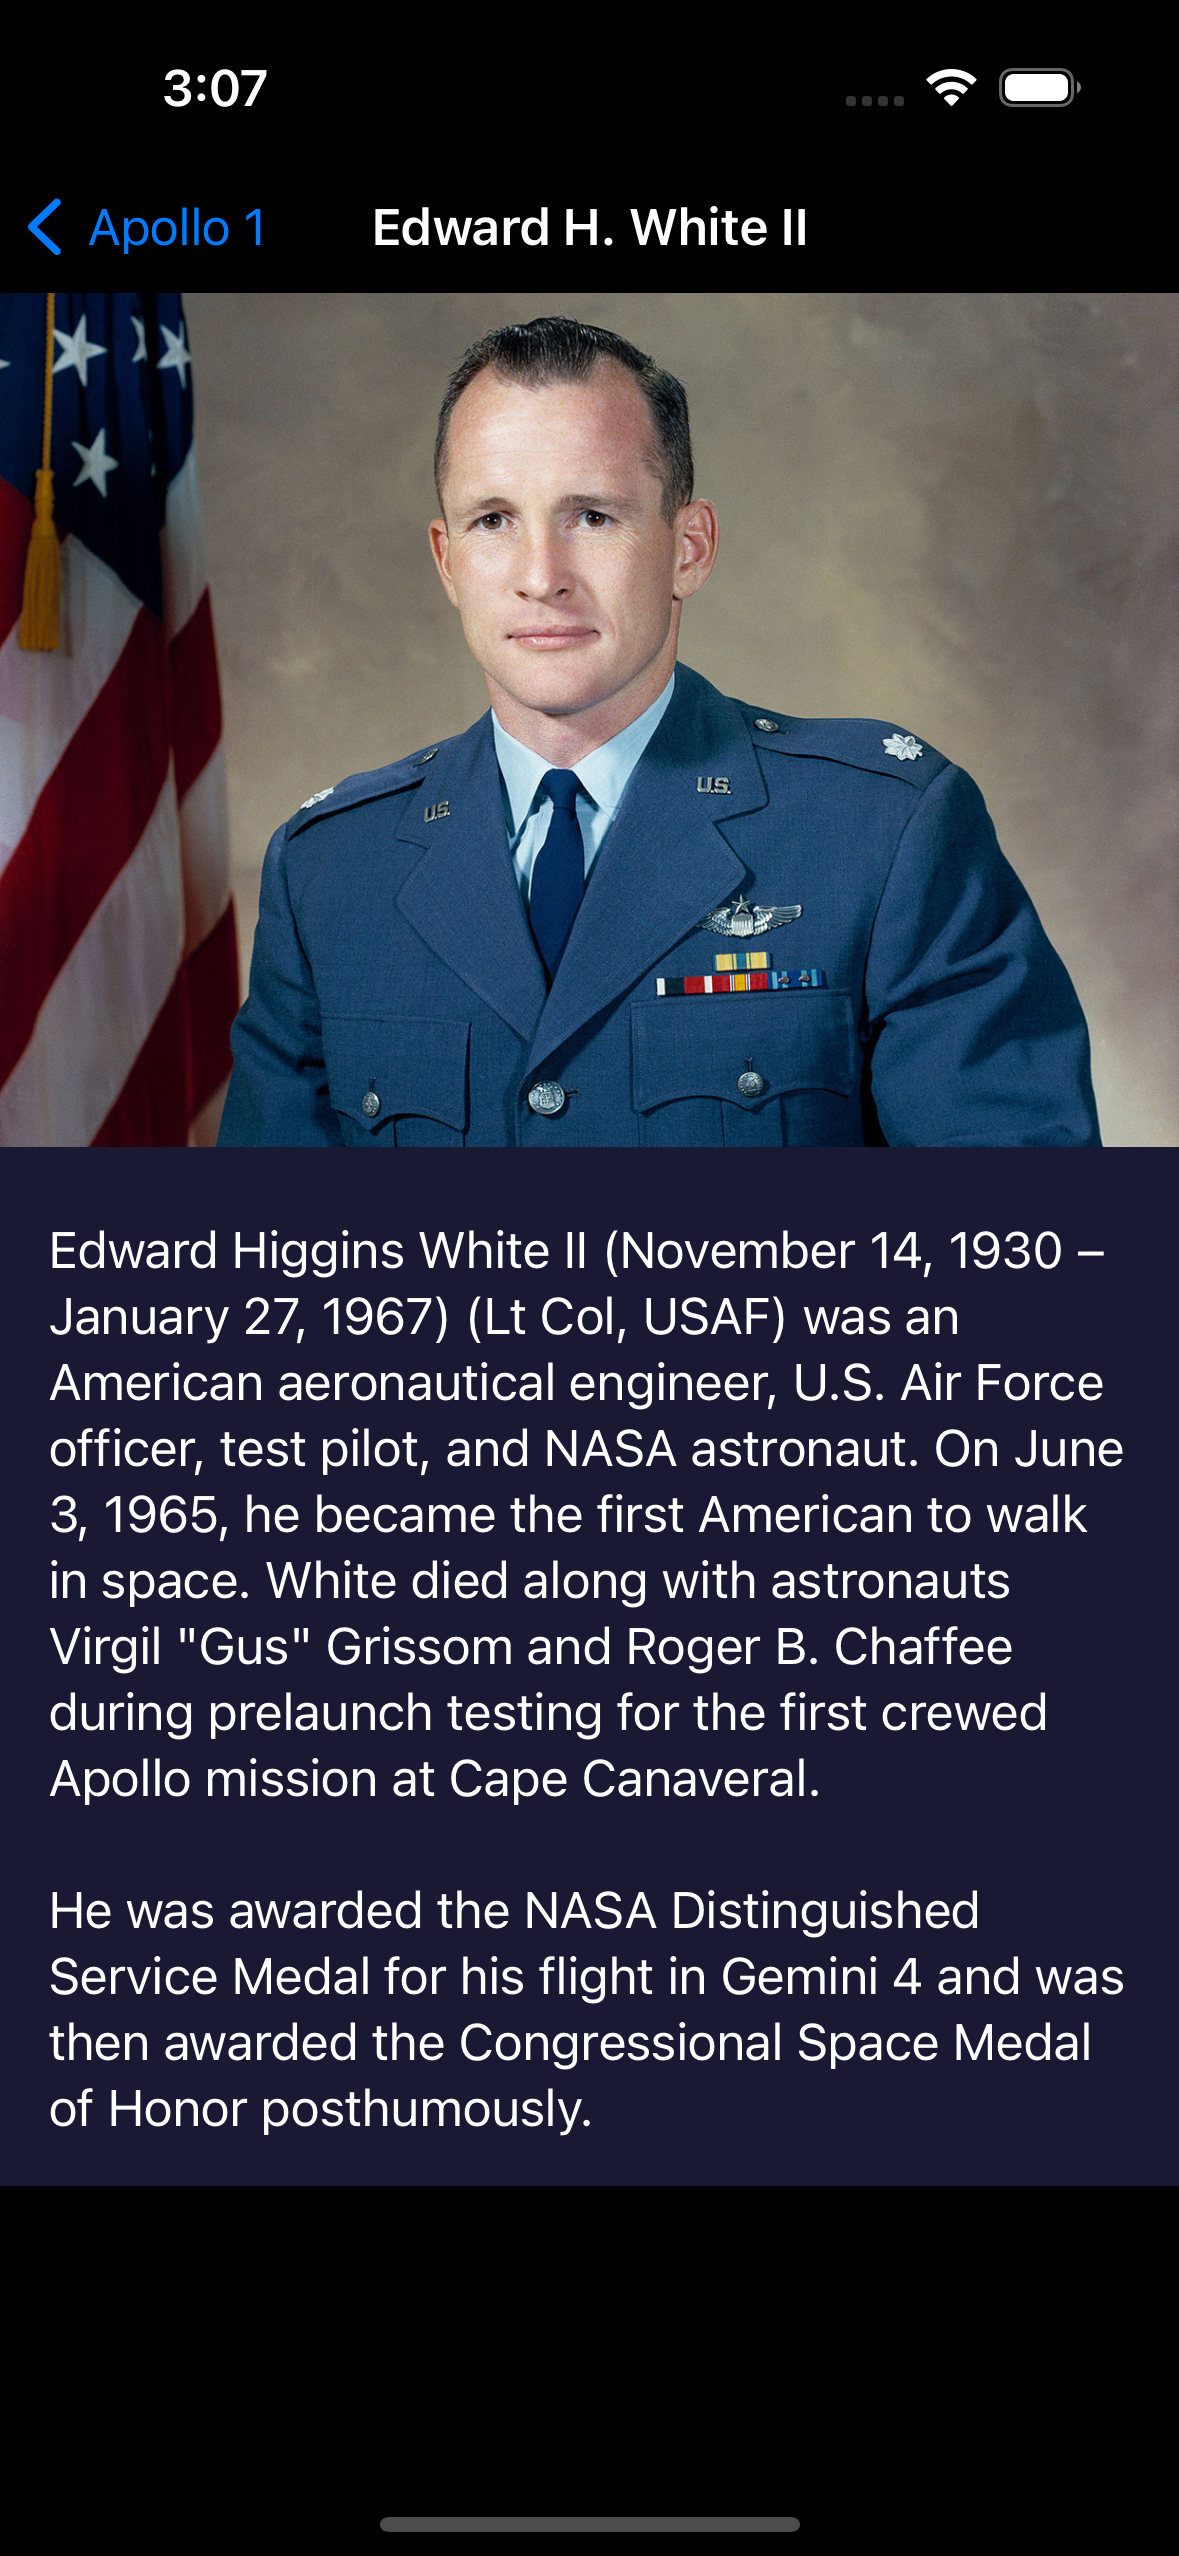 3:07
Apollo 1
Edward H. White II
U.S.
U.S.
Edward Higgins White II (November 14, 1930 –
January 27, 1967) (Lt Col, USAF) was an
American aeronautical engineer, U.S. Air Force
officer, test pilot, and NASA astronaut. On June
3, 1965, he became the first American to walk
in space. White died along with astronauts
Virgil "Gus" Grissom and Roger B. Chaffee
during prelaunch testing for the first crewed
Apollo mission at Cape Canaveral.
He was awarded the NASA Distinguished
Service Medal for his flight in Gemini 4 and was
then awarded the Congressional Space Medal
of Honor posthumously.